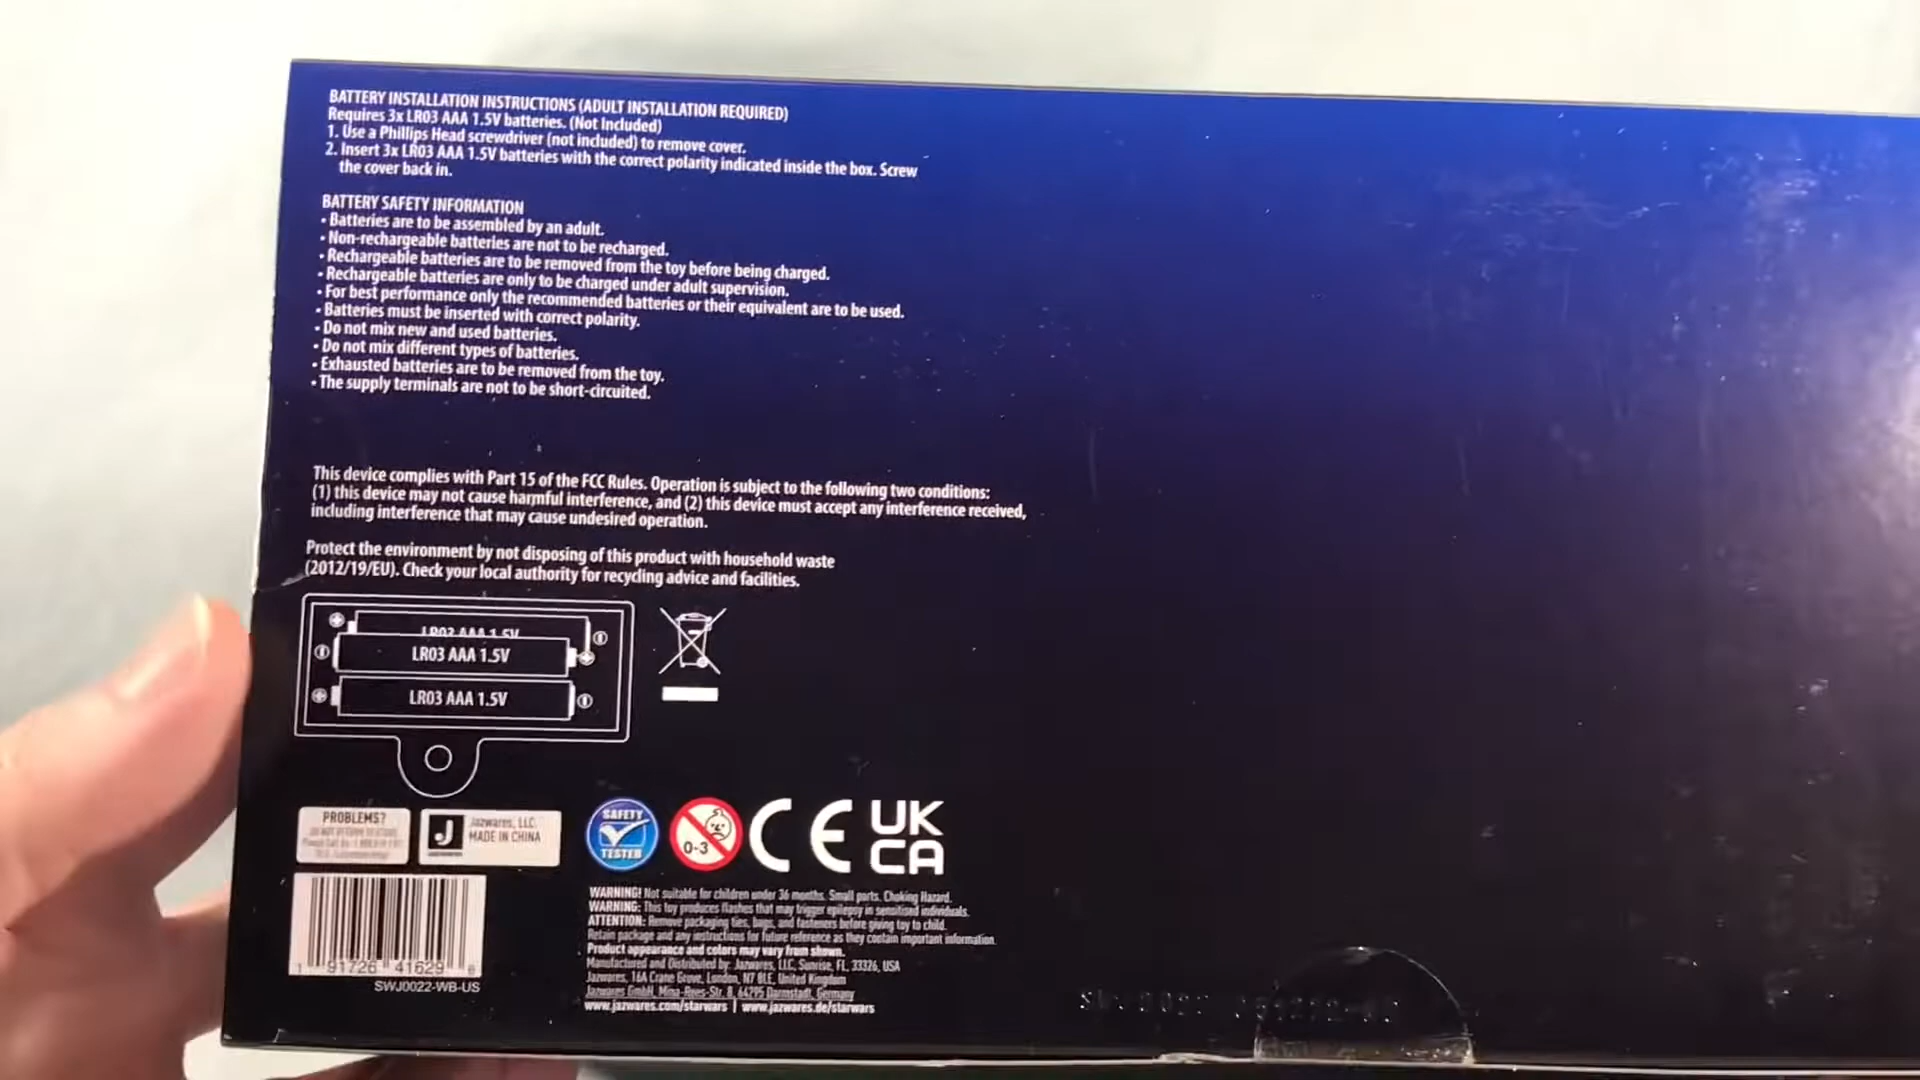 BATTERY INSTALLATION INSTRUCTIONS (ADULT INSTALLATION REQUIRED)
Requires 3x LR03 AAA 1.5V batteries. (Not Included)
1. Use a Phillips Head screwdriver (not included) to remove cover.
2. Insert 3x LR03 AAA 1.5V batteries with the correct polarity indicated inside the box. Screw
the cover back in.
BATTERY SAFETY INFORMATION
• Batteries are to be assembled by an adult.
• Non-rechargeable batteries are not to be recharged.
• Rechargeable batteries are to be removed from the toy before being charged.
• Rechargeable batteries are only to be charged under adult supervision.
• For best performance only the recommended batteries or their equivalent are to be used.
• Batteries must be inserted with correct polarity.
• Do not mix new and used batteries.
• Do not mix different types of batteries.
• Exhausted batteries are to be removed from the toy.
• The supply terminals are not to be short-circuited.
This device complies with Part 15 of the FCC Rules. Operation is subject to the following two conditions:
(1) this device may not cause harmful interference, and (2) this device must accept any interference received,
including interference that may cause undesired operation.
Protect the environment by not disposing of this product with household waste
(2012/19/EU). Check your local authority for recycling advice and facilities.
LR03 AAA 1.5V
LR03 AAA 1.5V
LR03 AAA 1.5V
PROBLEMS?
J
Jazwares, LLC.
MADE IN CHINA
SAFETY
TESTED
0-3
CE
UK
CA
1 91726 41629
SWJ0022-WB-US
WARNING! Not suitable for children under 36 months. Small parts. Choking Hazard.
WARNING: This toy produces flashes that may trigger epilepsy in sensitised individuals.
ATTENTION: Remove packaging ties, bags, and fasteners before giving toy to child.
Retain package and any instructions for future reference as they contain important information.
Product appearance and colors may vary from shown.
Manufactured and Distributed by: Jazwares, LLC, Sunrise, FL, 33326, USA
Jazwares, 16A Crane Grove, London, N7 8LE, United Kingdom
Jazwares GmbH, Mina-Rees-Str. 8, 64295 Darmstadt, Germany
www.jazwares.com/starwars | www.jazwares.de/starwars